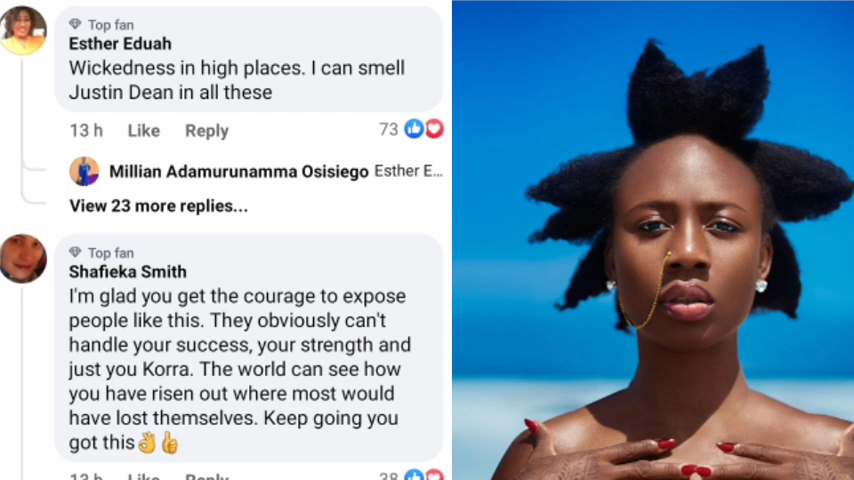 Top fan
Esther Eduah
Wickedness in high places. I can smell
Justin Dean in all these
13 h Like Reply 73
Millian Adamurunamma Osisiego Esther E...
View 23 more replies...
Top fan
Shafieka Smith
I'm glad you get the courage to expose
people like this. They obviously can't
handle your success, your strength and
just you Korra. The world can see how
you have risen out where most would
have lost themselves. Keep going you
got this👌👍
13 h Like Reply 38